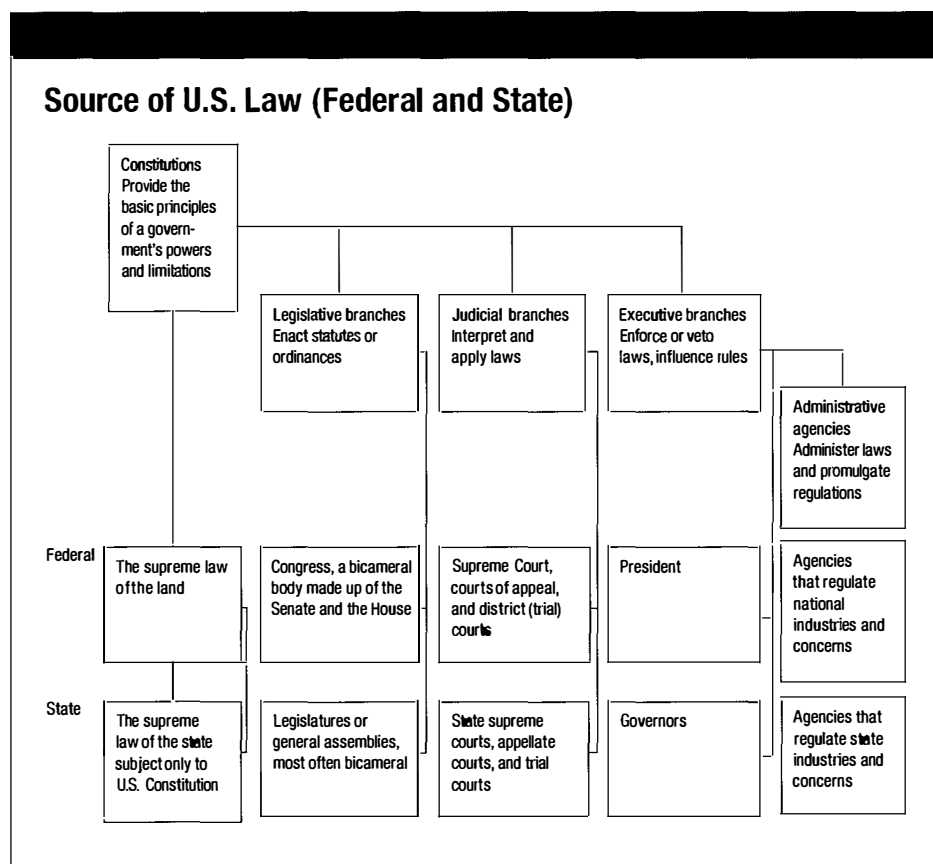 Source of U.S. Law (Federal and State)
Constitutions
Provide the
basic principles
of a govern-
ment's powers
and limitations
Legislative branches
Enact statutes or
ordinances
Judicial branches
Interpret and
apply laws
Executive branches
Enforce or veto
laws, influence rules
Administrative
agencies
Administer laws
and promulgate
regulations
Federal
The supreme law
of the land
Congress, a bicameral
body made up of the
Senate and the House
Supreme Court,
courts of appeal,
and district (trial)
courts
President
Agencies
that regulate
national
industries and
concerns
State
The supreme
law of the state
subject only to
U.S. Constitution
Legislatures or
general assemblies,
most often bicameral
State supreme
courts, appellate
courts, and trial
courts
Governors
Agencies that
regulate state
industries and
concerns